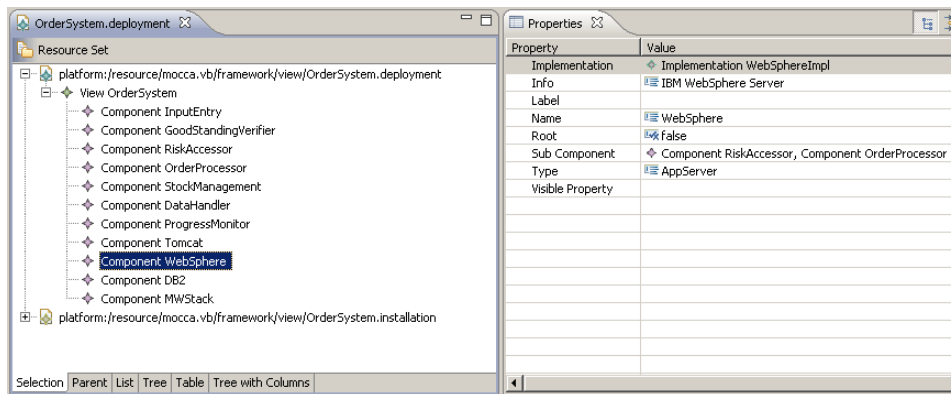 OrderSystem.deployment
Resource Set
platform:/resource/mocca.vb/framework/view/OrderSystem.deployment
View OrderSystem
Component InputEntry
Component GoodStandingVerifier
Component RiskAccessor
Component OrderProcessor
Component StockManagement
Component DataHandler
Component ProgressMonitor
Component Tomcat
Component WebSphere
Component DB2
Component MWStack
platform:/resource/mocca.vb/framework/view/OrderSystem.installation
Selection Parent List Tree Table Tree with Columns
Properties
Property Value
Implementation Implementation WebSphereImpl
Info IBM WebSphere Server
Label
Name WebSphere
Root false
Sub Component Component RiskAccessor, Component OrderProcessor
Type AppServer
Visible Property